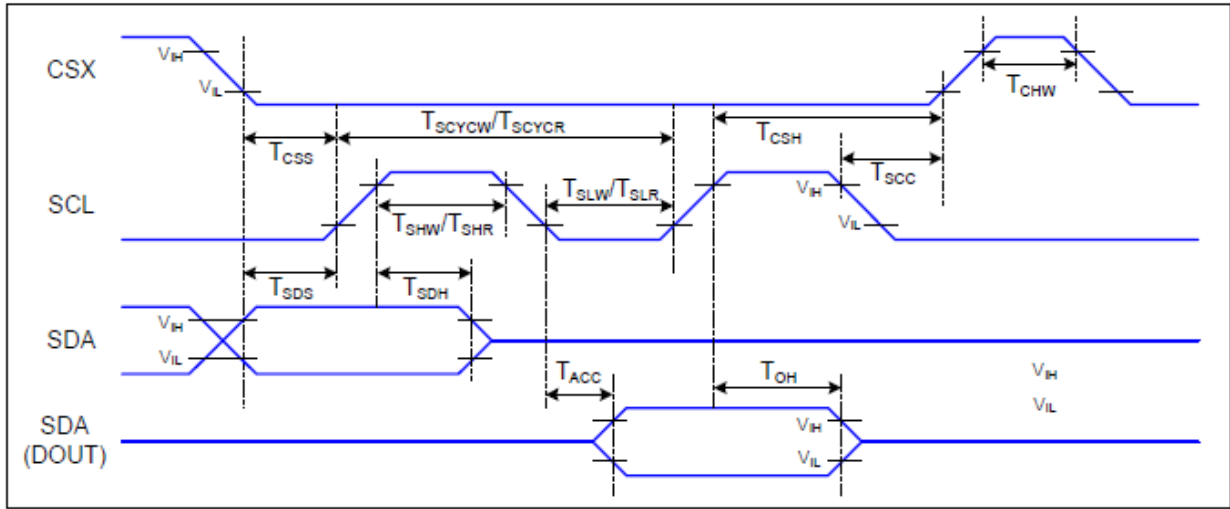 CSX
VIH
VIL
TCHW
TSCYCW/TSCYCR
TCSH
TCSS
TSCC
SCL
TSLW/TSLR
VIH
TSHW/TSHR
VIL
TSDS
TSDH
SDA
VIH
VIL
TACC
TOH
VIH
VIL
SDA
(DOUT)
VIH
VIL